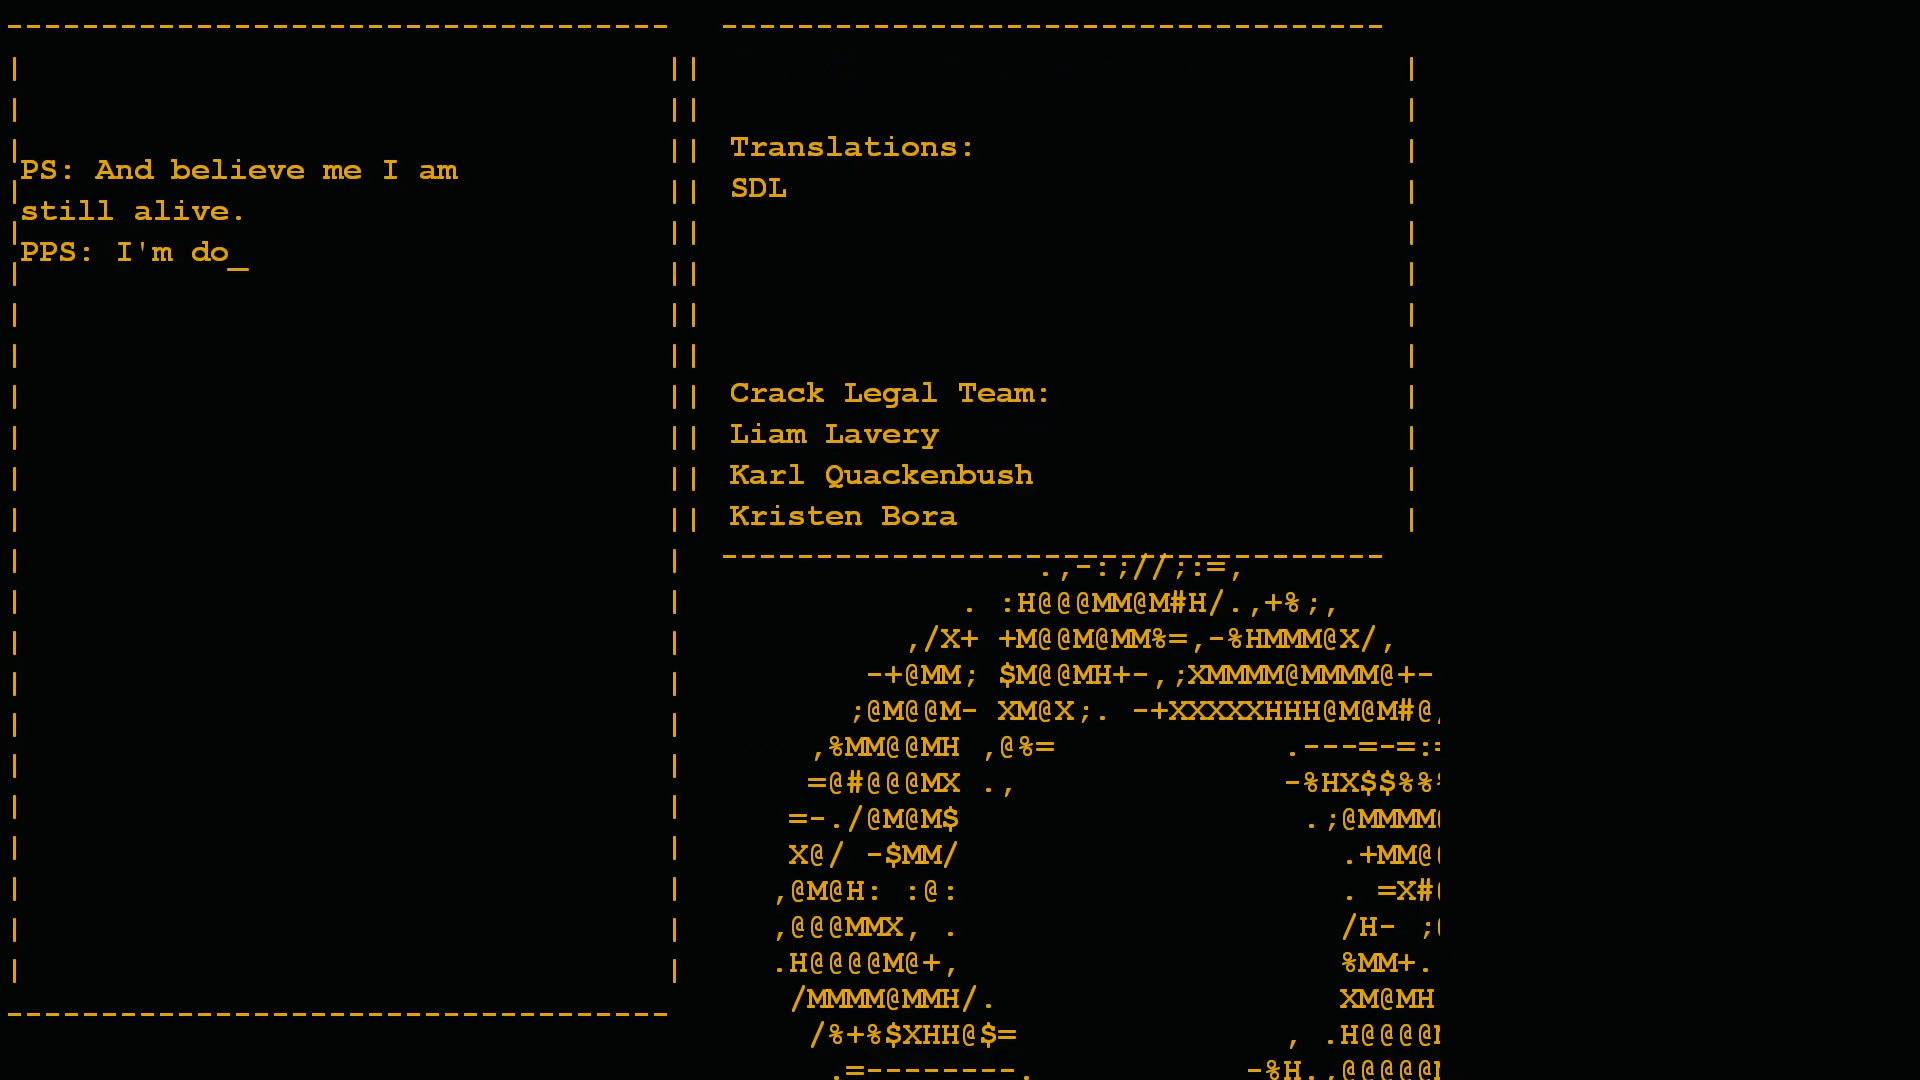 PS: And believe me I am
still alive.
PPS: I'm do_
Translations:
SDL
Crack Legal Team:
Liam Lavery
Karl Quackenbush
Kristen Bora